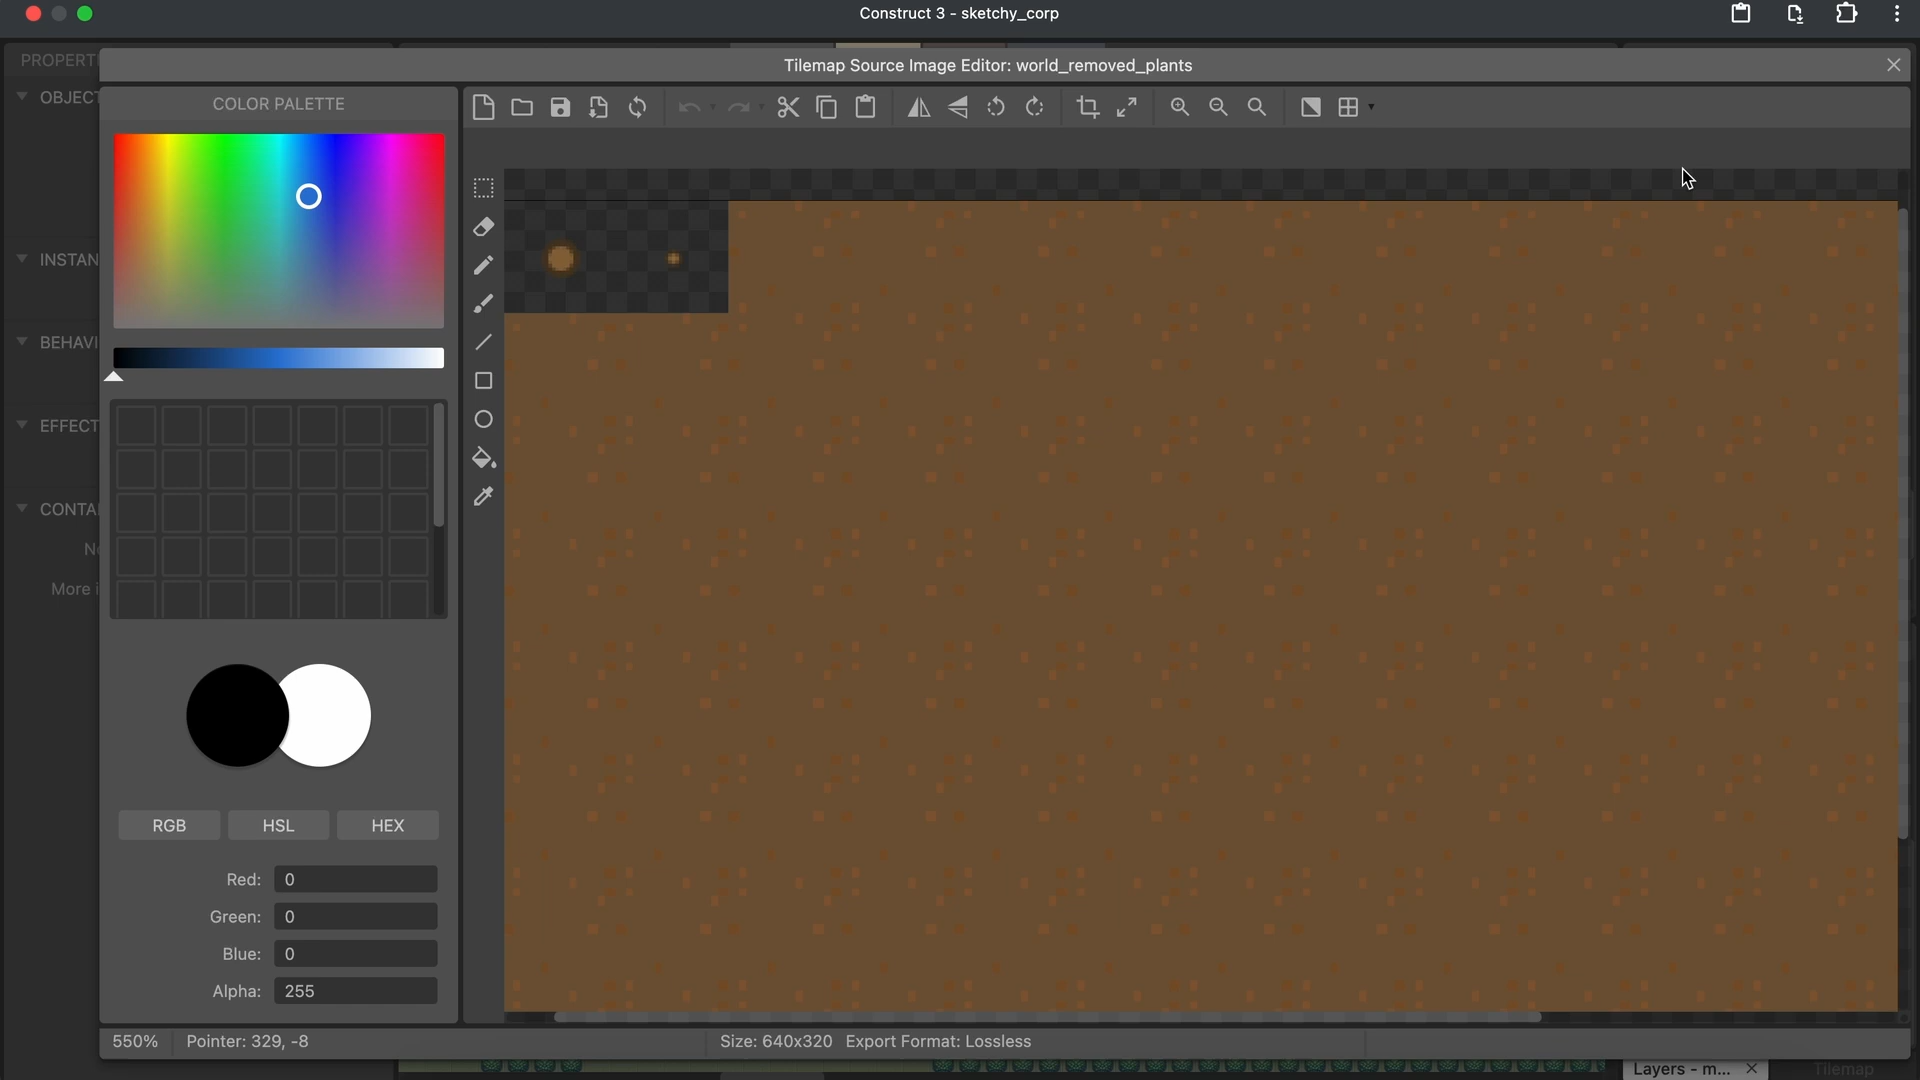 Construct 3 - sketchy_corp
PROPERT
Tilemap Source Image Editor: world_removed_plants
OBJECT
COLOR PALETTE
INSTAN
BEHAVI
EFFECT
CONTAI
No
More i
RGB
HSL
HEX
Red: 0
Green: 0
Blue: 0
Alpha: 255
550%
Pointer: 329, -8
Size: 640x320 Export Format: Lossless
Layers - m...
Tilemap